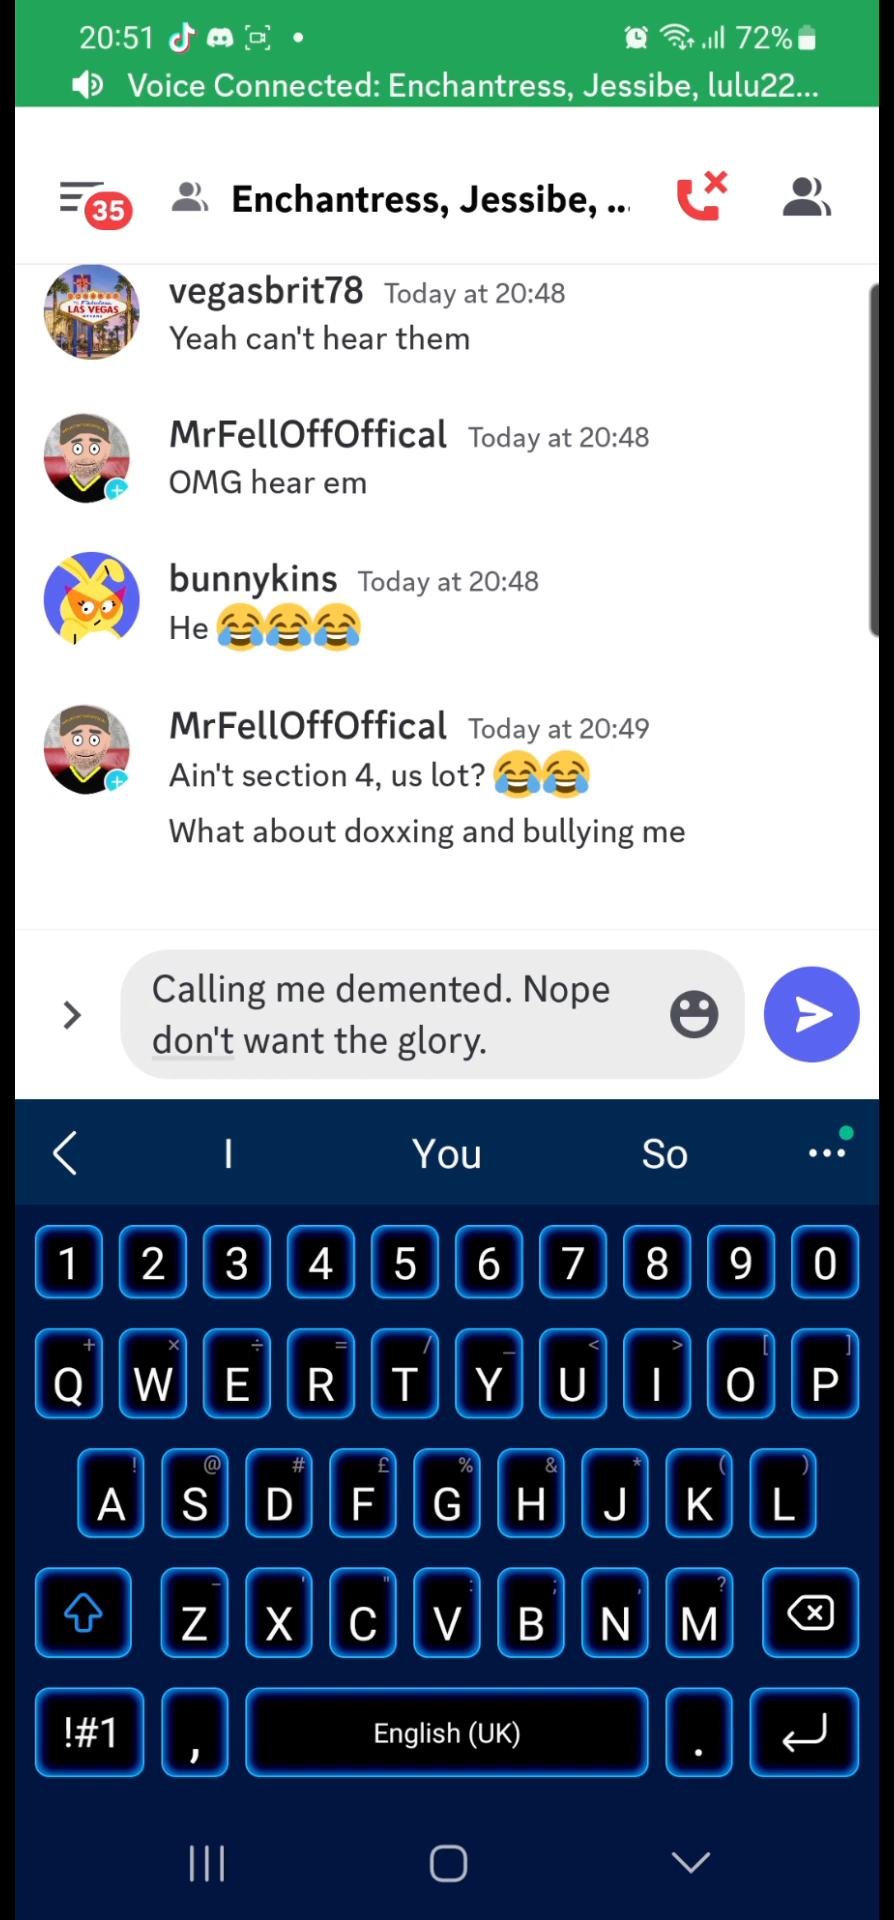 20:51 72%
Voice Connected: Enchantress, Jessibe, lulu22...
35 Enchantress, Jessibe, ...
vegasbrit78 Today at 20:48
LAS VEGAS
Yeah can't hear them
MrFellOffOffical Today at 20:48
OMG hear em
bunnykins Today at 20:48
He 😂😂😂
MrFellOffOffical Today at 20:49
Ain't section 4, us lot? 😂😂
What about doxxing and bullying me
Calling me demented. Nope
don't want the glory.
I You So ...
1 2 3 4 5 6 7 8 9 0
+ × ÷ = / _ < > [ ]
Q W E R T Y U I O P
! @ # £ % & * ( )
A S D F G H J K L
- ' " : ; , ?
Z X C V B N M
!#1 , English (UK) .